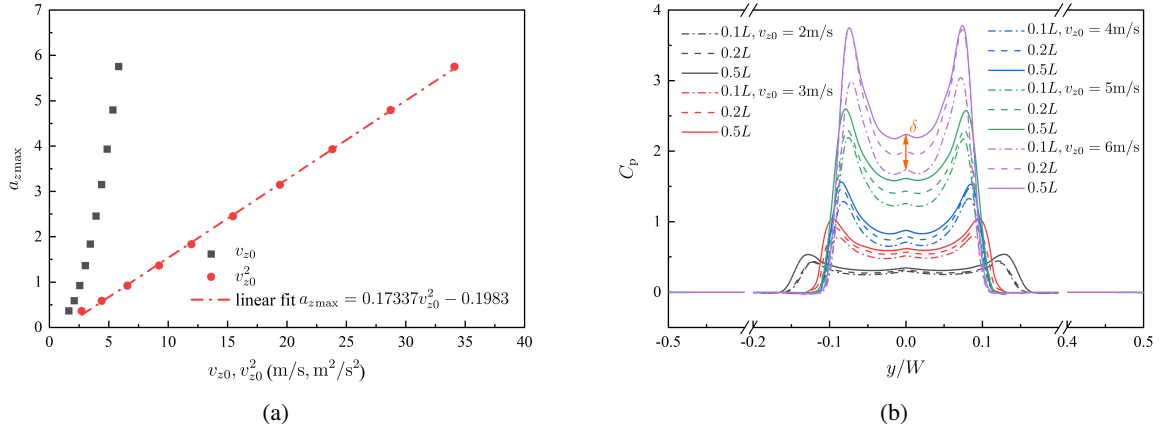 7
6
5
4
3
2
1
0
a_{zmax}
v_{z0}
v_{z0}^2
linear fit a_{zmax} = 0.17337v_{z0}^2 − 0.1983
0 5 10 15 20 25 30 35 40
v_{z0}, v_{z0}^2 (m/s, m^2/s^2)
(a)
4
3
2
1
0
C_p
0.1L, v_{z0} = 2m/s
0.2L
0.5L
0.1L, v_{z0} = 3m/s
0.2L
0.5L
0.1L, v_{z0} = 4m/s
0.2L
0.5L
0.1L, v_{z0} = 5m/s
0.2L
0.5L
0.1L, v_{z0} = 6m/s
0.2L
0.5L
δ
-0.5 -0.2 -0.1 0.0 0.1 0.4 0.5
y/W
(b)